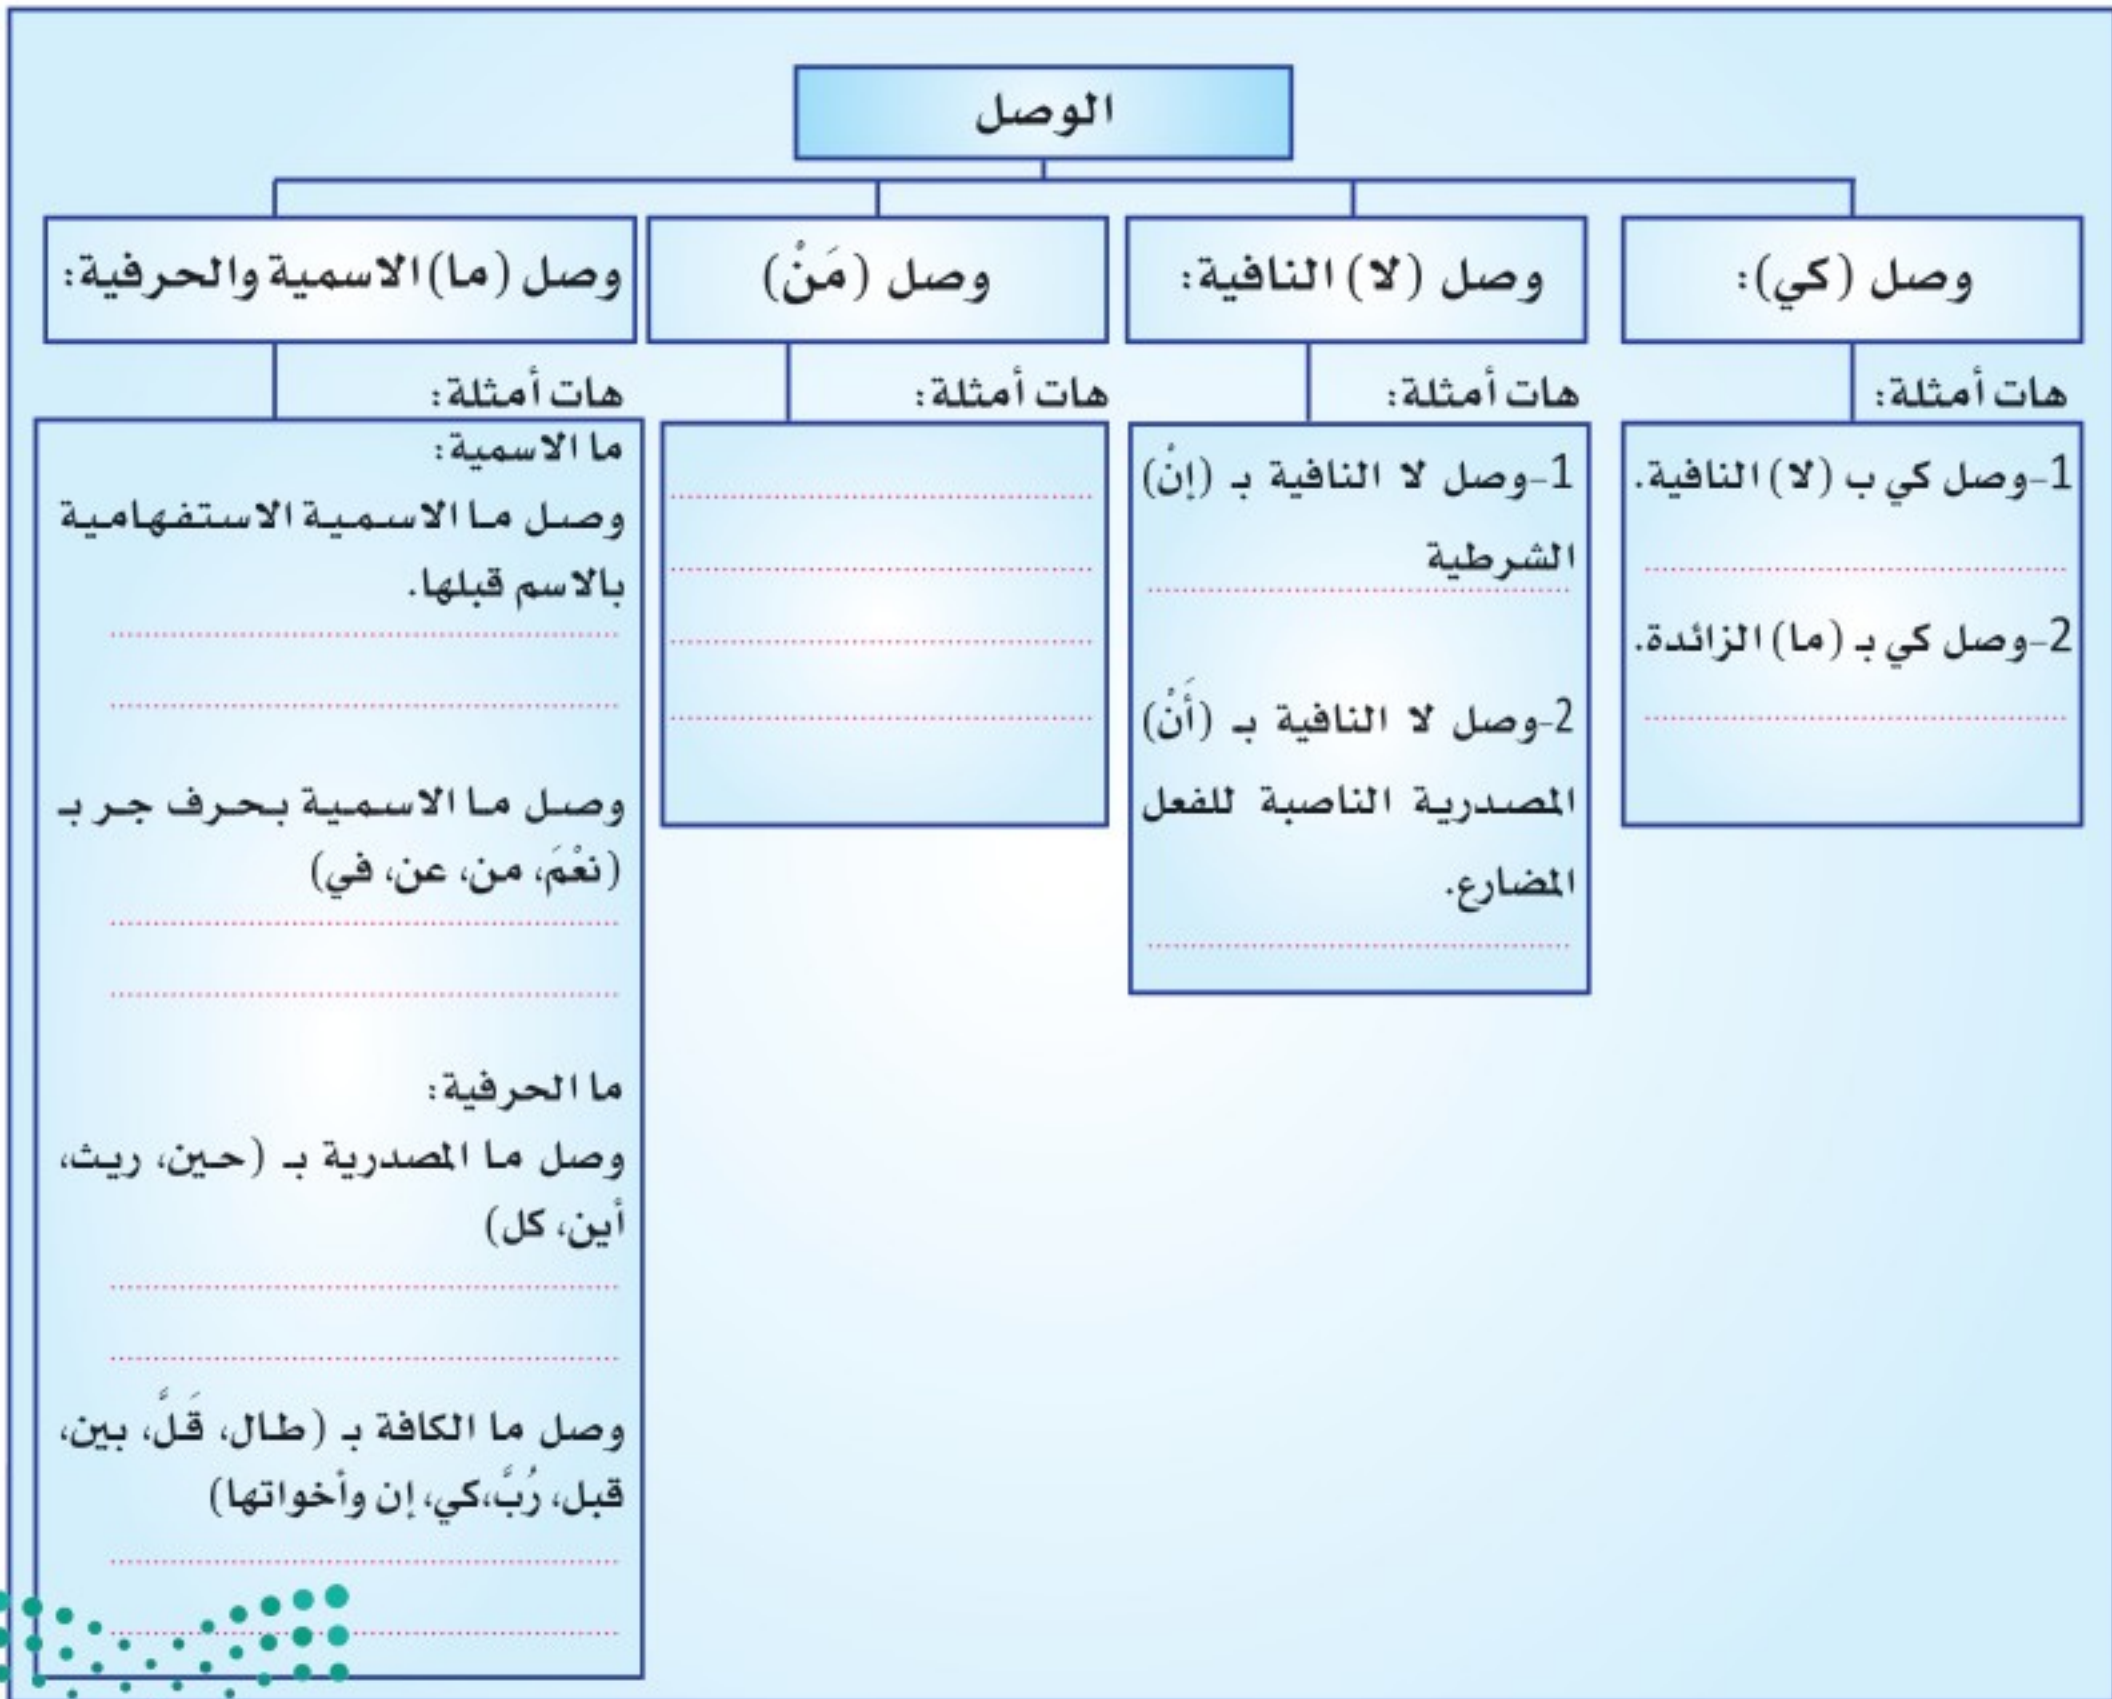 الوصل
وصل (كي):
هات أمثلة:
1-وصل كي ب (لا) النافية.
2-وصل كي بـ (ما) الزائدة.
وصل (لا) النافية:
هات أمثلة:
1-وصل لا النافية بـ (إنْ)
الشرطية
2-وصل لا النافية بـ (أَنْ)
المصدرية الناصبة للفعل
المضارع.
وصل (مَنْ)
هات أمثلة:
وصل (ما) الاسمية والحرفية:
هات أمثلة:
ما الاسمية:
وصل ما الاسمية الاستفهامية
بالاسم قبلها.
وصل ما الاسمية بحرف جر بـ
(نعْمَ، من، عن، في)
ما الحرفية:
وصل ما المصدرية بـ (حين، ريث،
أين، كل)
وصل ما الكافة بـ (طال، قَلَّ، بين،
قبل، رُبَّ،كي، إن وأخواتها)